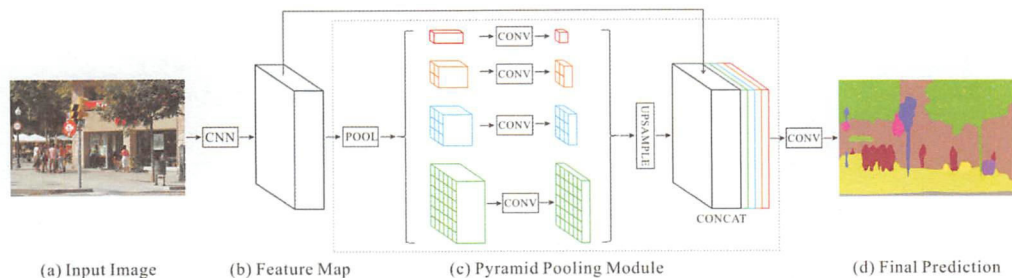 CNN
POOL
CONV
CONV
CONV
CONV
UPSAMPLE
CONCAT
CONV
(a) Input Image
(b) Feature Map
(c) Pyramid Pooling Module
(d) Final Prediction